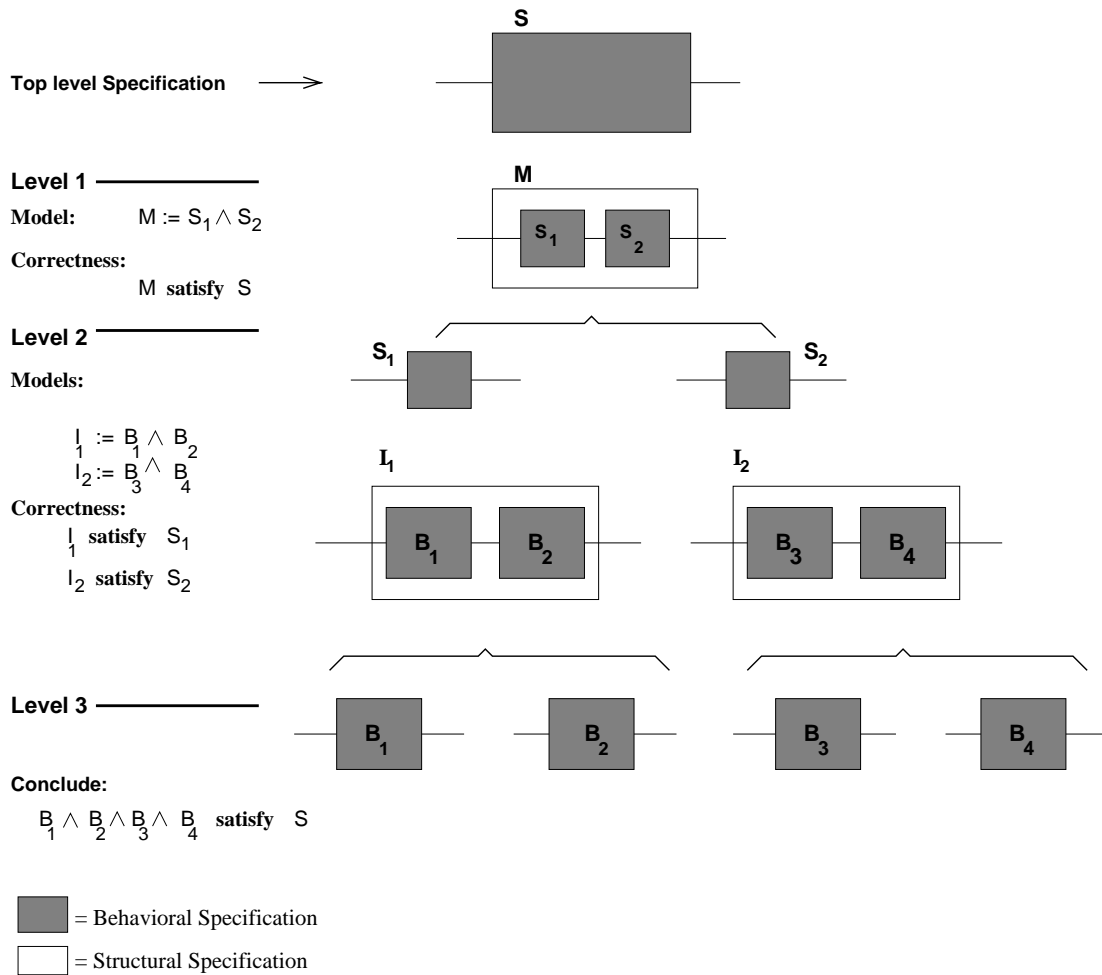 S
Top level Specification
Level 1
M
Model: M := S1 ∧ S2
S1 S2
Correctness:
M satisfy S
Level 2
S1 S2
Models:
I1 := B1 ∧ B2
I2 := B3 ∧ B4
I1 I2
Correctness:
I1 satisfy S1
B1 B2 B3 B4
I2 satisfy S2
Level 3
B1 B2 B3 B4
Conclude:
B1 ∧ B2 ∧ B3 ∧ B4 satisfy S
= Behavioral Specification
= Structural Specification